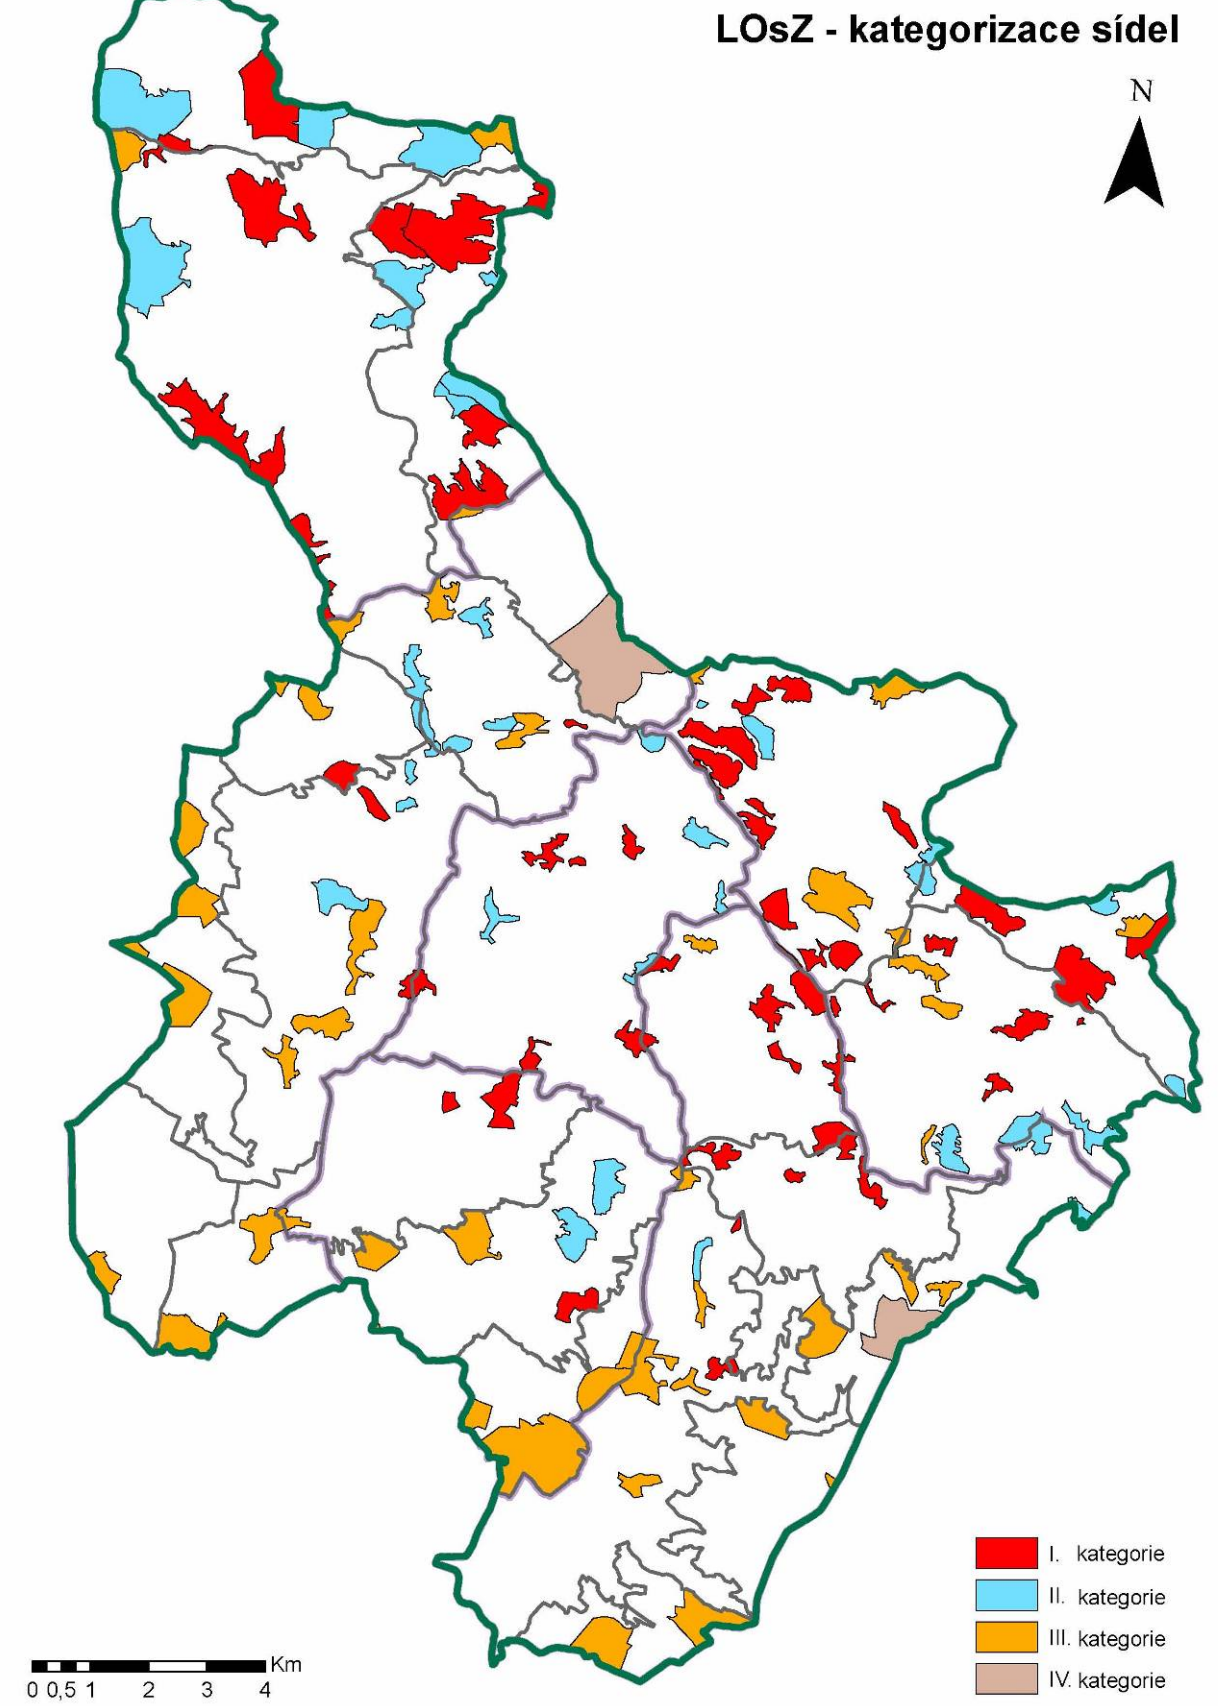 LOsZ - kategorizace sídel
N
I. kategorie
II. kategorie
III. kategorie
IV. kategorie
Km
0 0,5 1 2 3 4